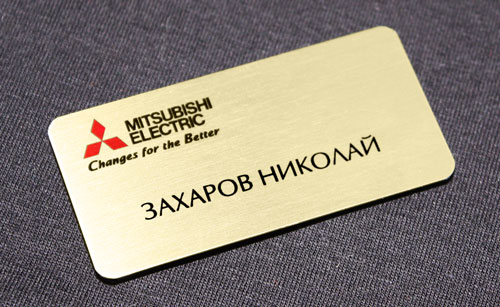 MITSUBISHI
ELECTRIC
Changes for the Better
ЗАХАРОВ НИКОЛАЙ